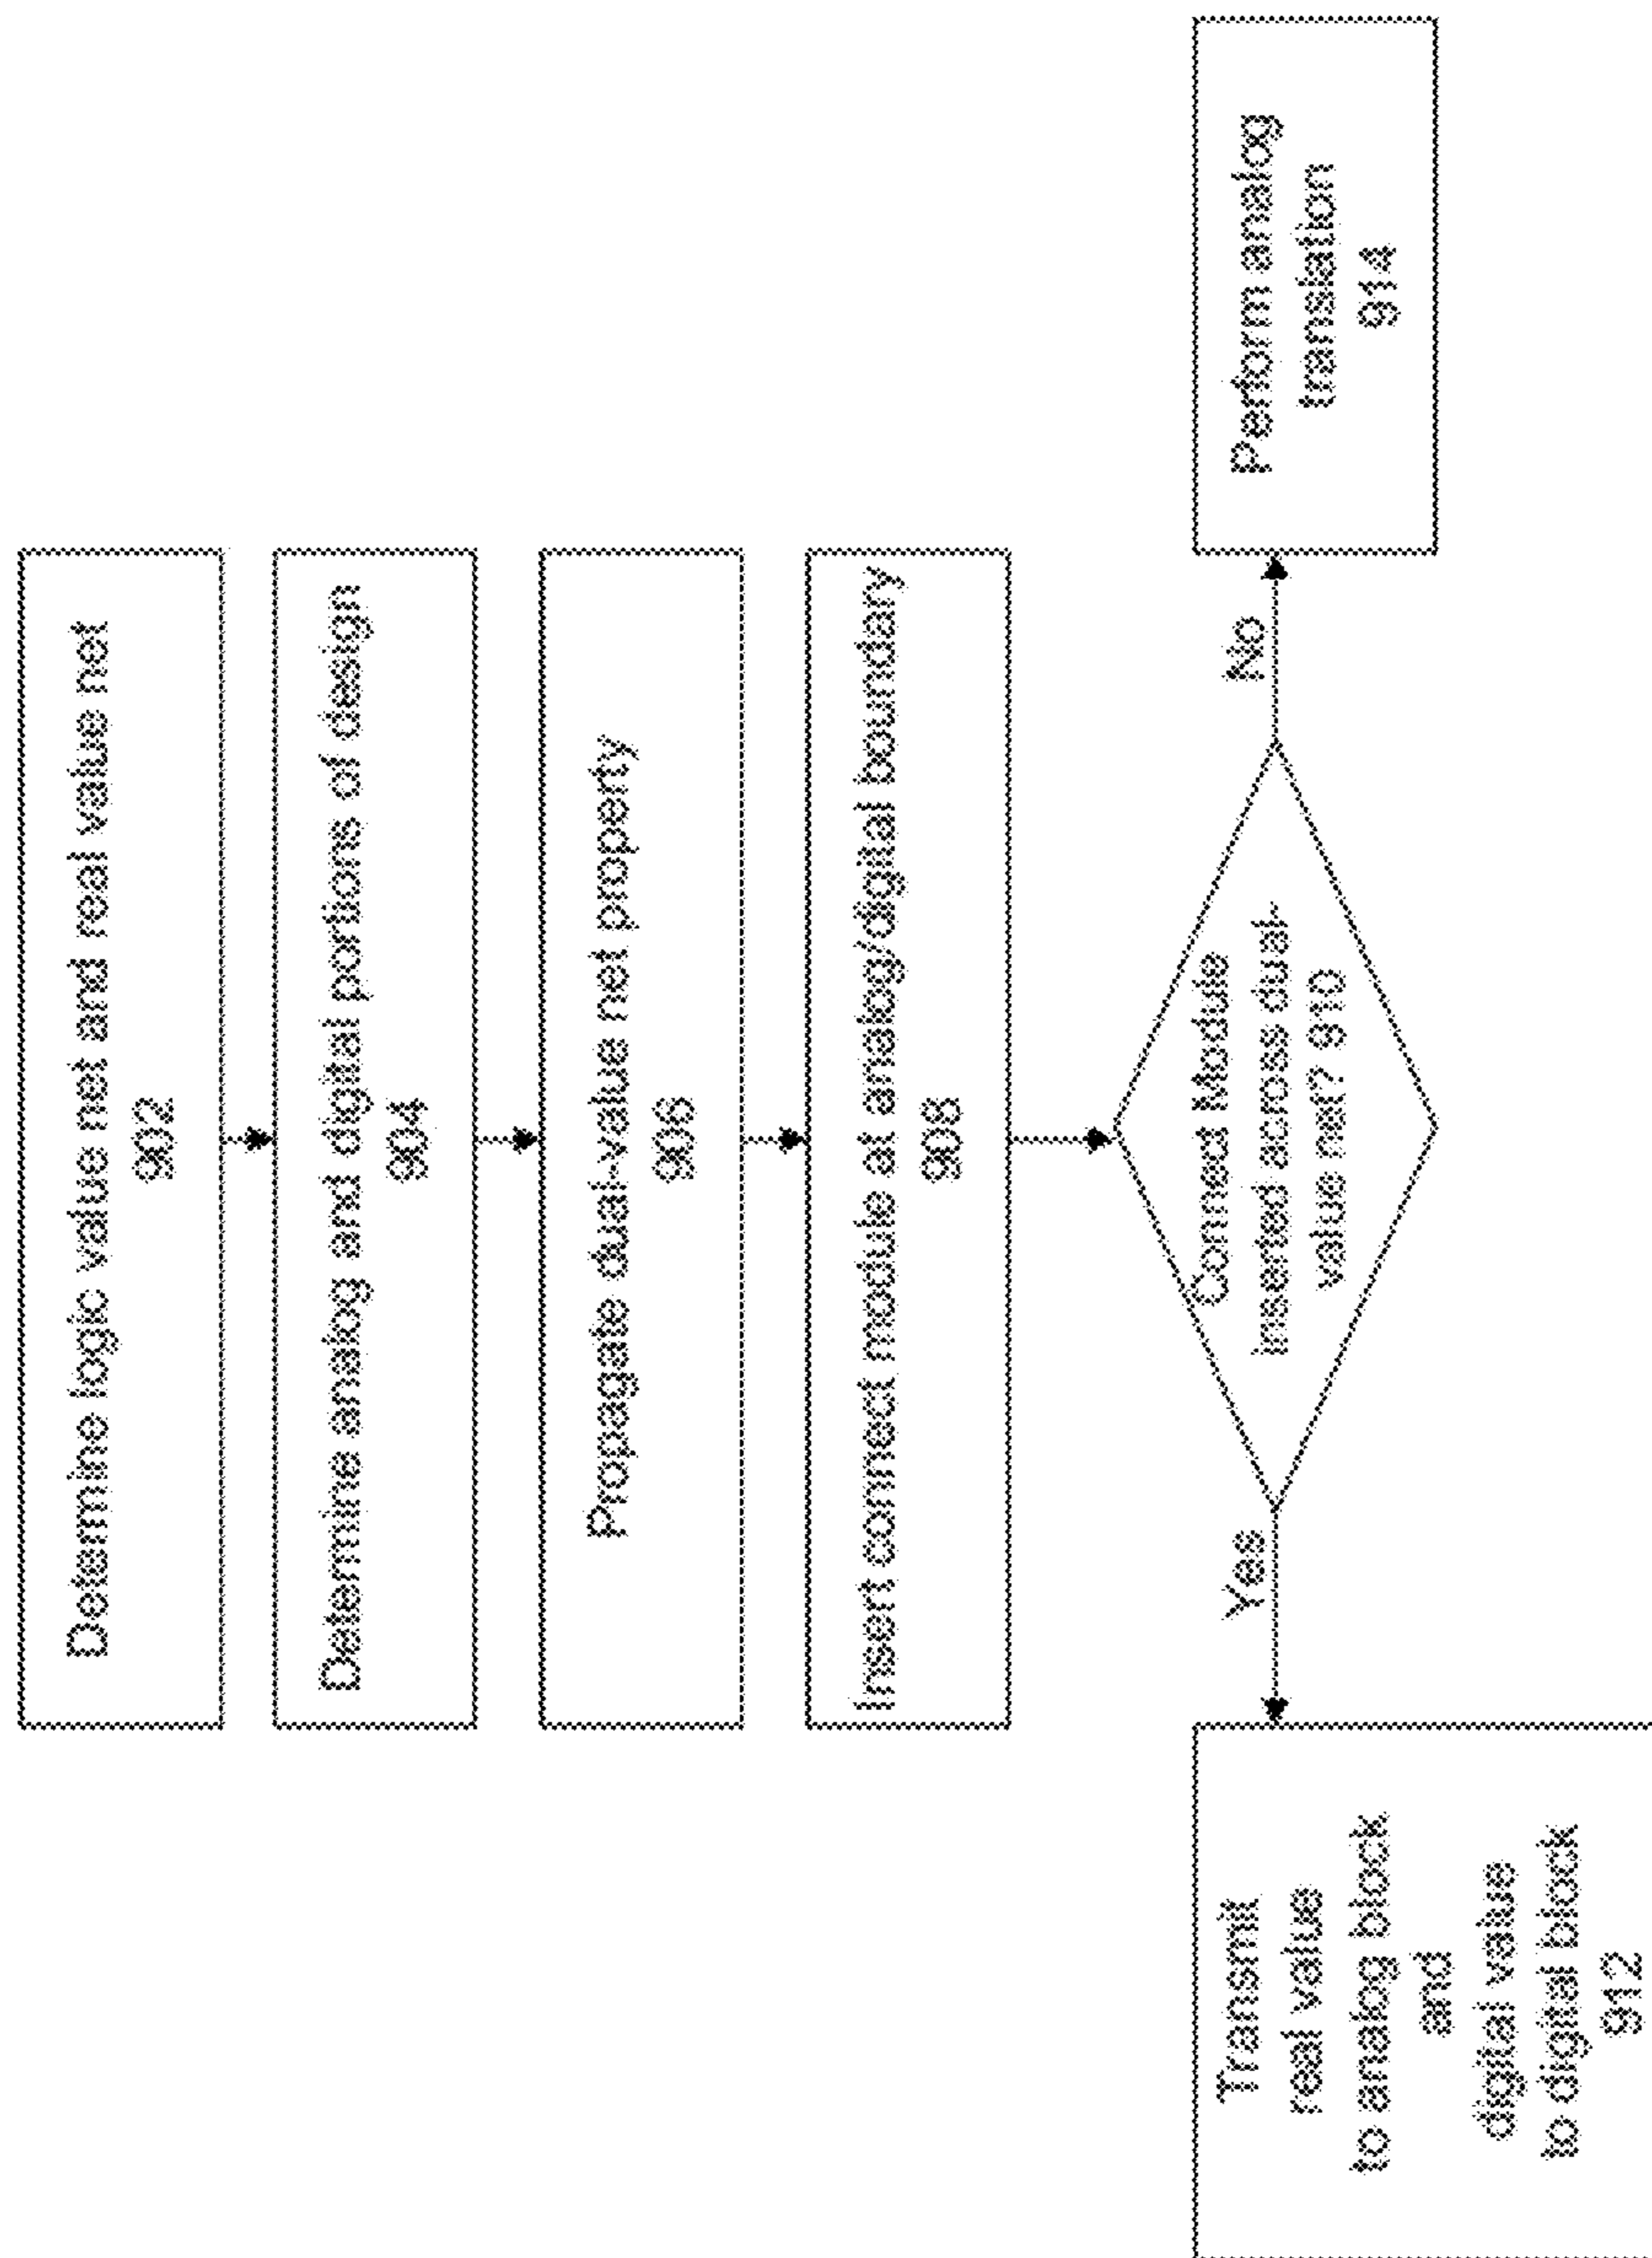 Determine logic value net and real value net
902
Determine analog and digital portions of design
904
Propagate dual-value net property
906
Insert connect module at analog/digital boundary
908
Connect Module
inserted across dual-
value net? 910
Yes
No
Transmit
real value
to analog block
and
digital value
to digital block
912
Perform analog
translation
914